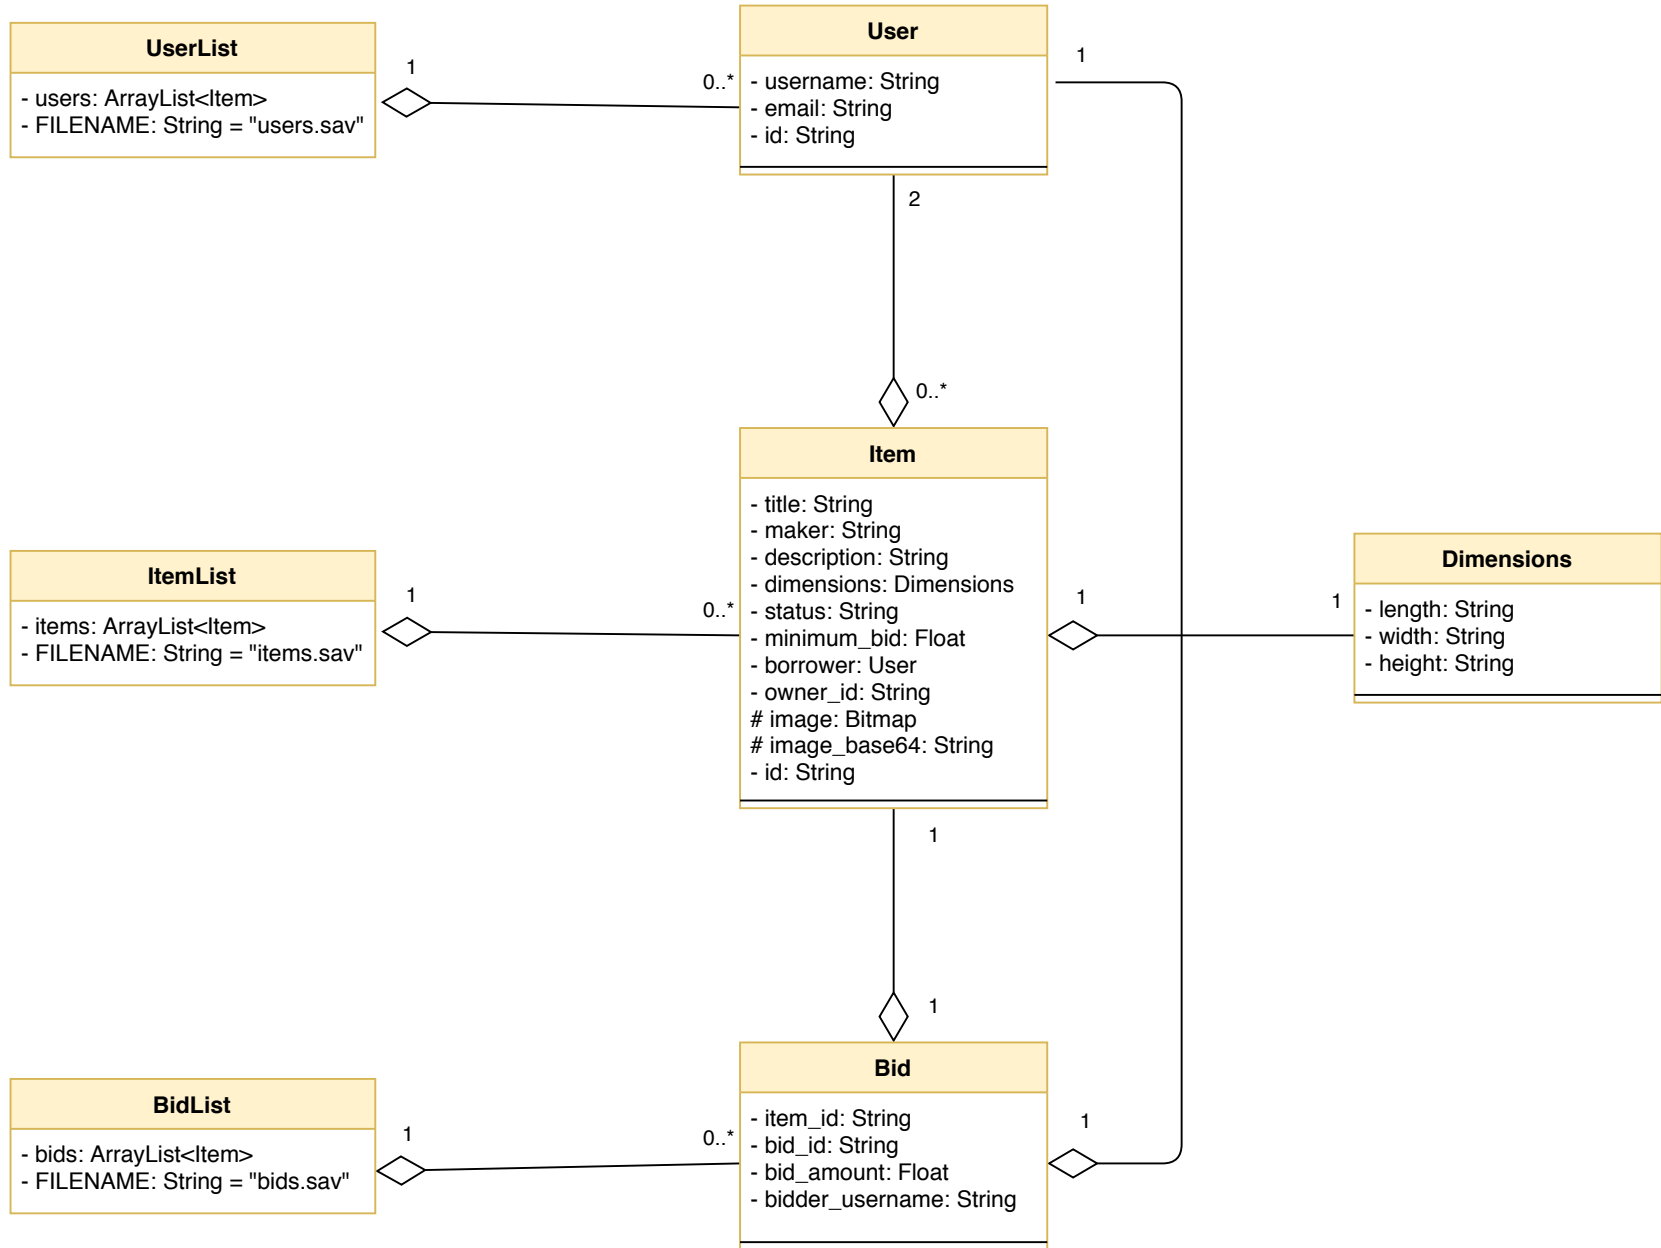 UserList
- users: ArrayList<Item>
- FILENAME: String = "users.sav"
1
0..*
User
- username: String
- email: String
- id: String
1
2
0..*
Item
- title: String
- maker: String
- description: String
- dimensions: Dimensions
- status: String
- minimum_bid: Float
- borrower: User
- owner_id: String
# image: Bitmap
# image_base64: String
- id: String
ItemList
- items: ArrayList<Item>
- FILENAME: String = "items.sav"
1
0..*
1
1
Dimensions
- length: String
- width: String
- height: String
1
1
Bid
- item_id: String
- bid_id: String
- bid_amount: Float
- bidder_username: String
1
BidList
- bids: ArrayList<Item>
- FILENAME: String = "bids.sav"
1
0..*